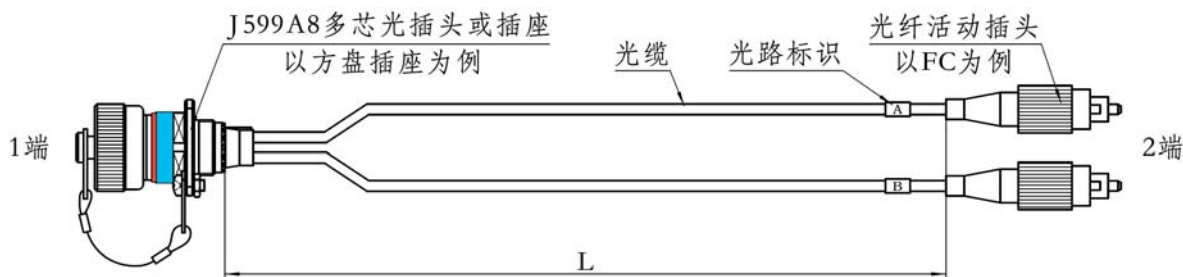 J599A8多芯光插头或插座
以方盘插座为例
光缆
光路标识
光纤活动插头
以FC为例
1端
A
2端
B
L